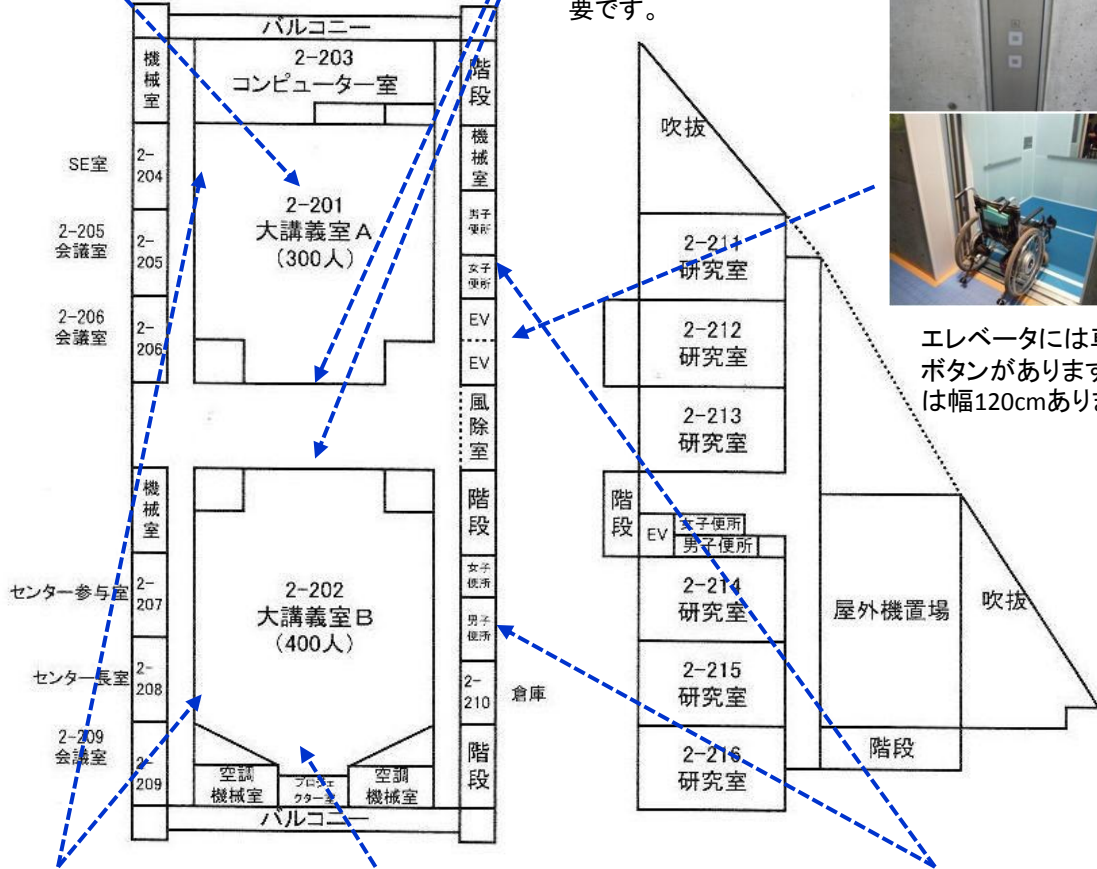 要です。
バルコニー
2-203
コンピューター室
機械室
階段
SE室
2-204
機械室
2-201
大講義室A
(300人)
男子便所
2-205
会議室
2-205
女子便所
2-206
会議室
2-206
EV
EV
風除室
機械室
階段
センター参与室
2-207
2-202
大講義室B
(400人)
女子便所
男子便所
センター長室
2-208
2-210
倉庫
2-209
会議室
2-209
空調機械室
プロジェクター室
空調機械室
階段
バルコニー
吹抜
2-211
研究室
2-212
研究室
2-213
研究室
階段
EV
女子便所
男子便所
2-214
研究室
2-215
研究室
2-216
研究室
屋外機置場
吹抜
階段
エレベータには
ボタンがあります
は幅120cmあり